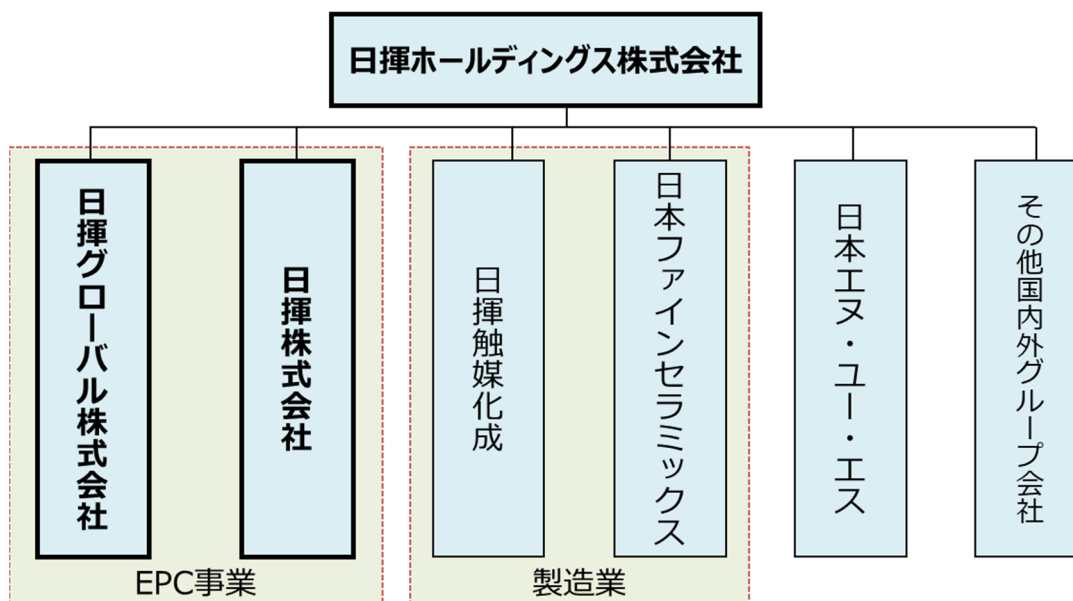 日揮ホールディングス株式会社
日揮グローバル株式会社
日揮株式会社
日揮触媒化成
日本ファインセラミックス
日本エヌ・ユー・エス
その他国内外グループ会社
EPC事業
製造業